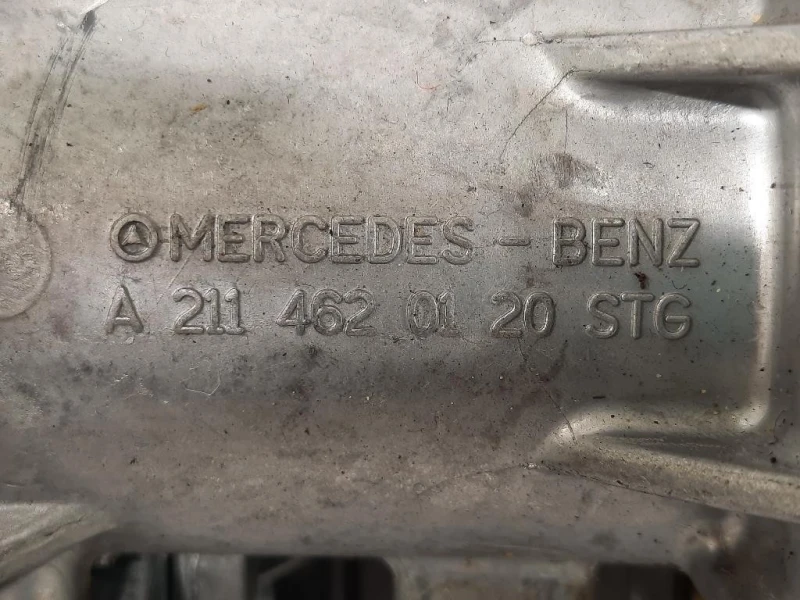 MERCEDES - BENZ
A 211 462 01 20 STG